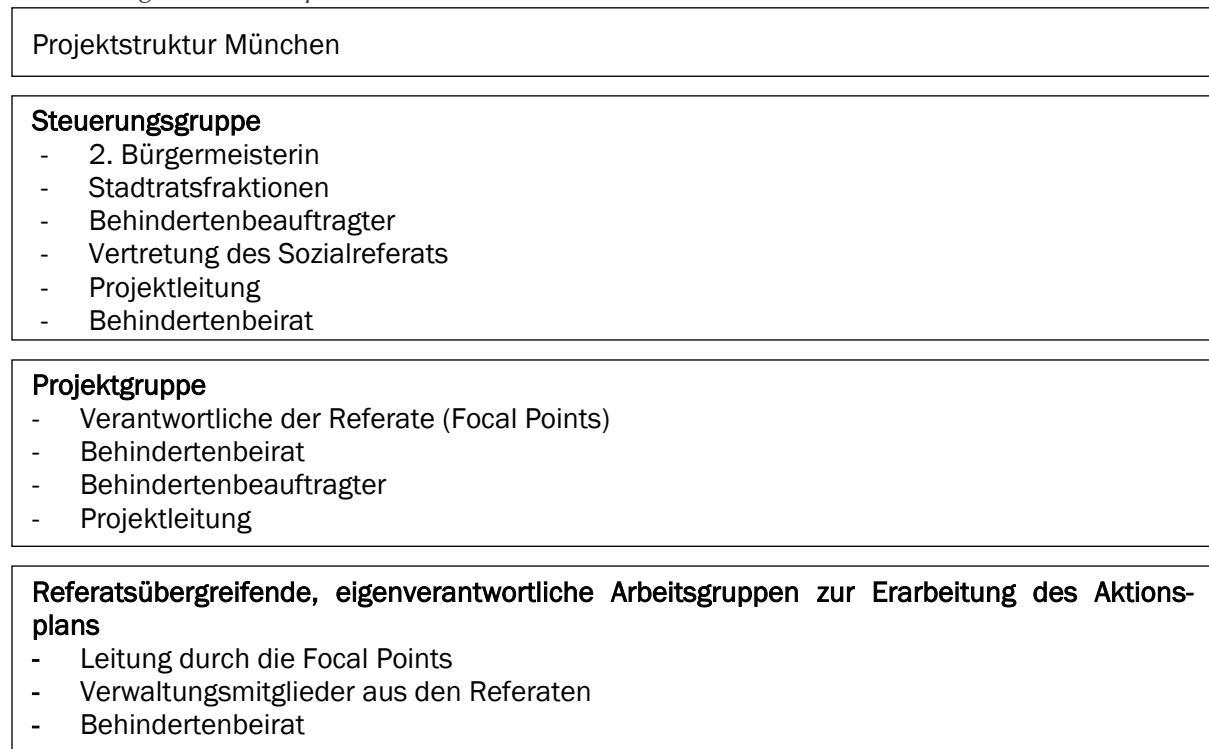 Projektstruktur München
Steuerungsgruppe
- 2. Bürgermeisterin
- Stadtratsfraktionen
- Behindertenbeauftragter
- Vertretung des Sozialreferats
- Projektleitung
- Behindertenbeirat
Projektgruppe
- Verantwortliche der Referate (Focal Points)
- Behindertenbeirat
- Behindertenbeauftragter
- Projektleitung
Referatsübergreifende, eigenverantwortliche Arbeitsgruppen zur Erarbeitung des Aktions-
plans
- Leitung durch die Focal Points
- Verwaltungsmitglieder aus den Referaten
- Behindertenbeirat